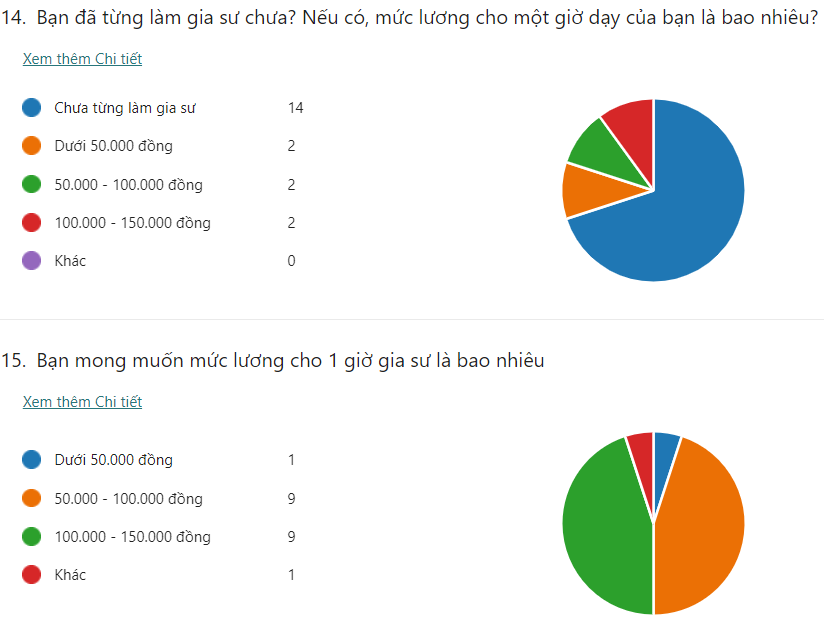 14. Bạn đã từng làm gia sư chưa? Nếu có, mức lương cho một giờ dạy của bạn là bao nhiêu?
Xem thêm Chi tiết
Chưa từng làm gia sư 14
Dưới 50.000 đồng 2
50.000 - 100.000 đồng 2
100.000 - 150.000 đồng 2
Khác 0
15. Bạn mong muốn mức lương cho 1 giờ gia sư là bao nhiêu
Xem thêm Chi tiết
Dưới 50.000 đồng 1
50.000 - 100.000 đồng 9
100.000 - 150.000 đồng 9
Khác 1